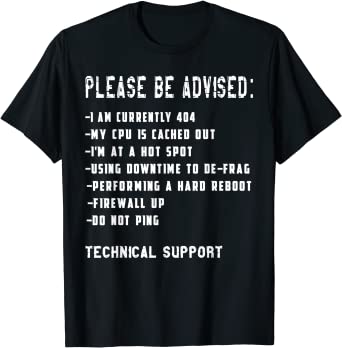 PLEASE BE ADVISED:
-I AM CURRENTLY 404
-MY CPU IS CACHED OUT
-I'M AT A HOT SPOT
-USING DOWNTIME TO DE-FRAG
-PERFORMING A HARD REBOOT
-FIREWALL UP
-DO NOT PING
TECHNICAL SUPPORT